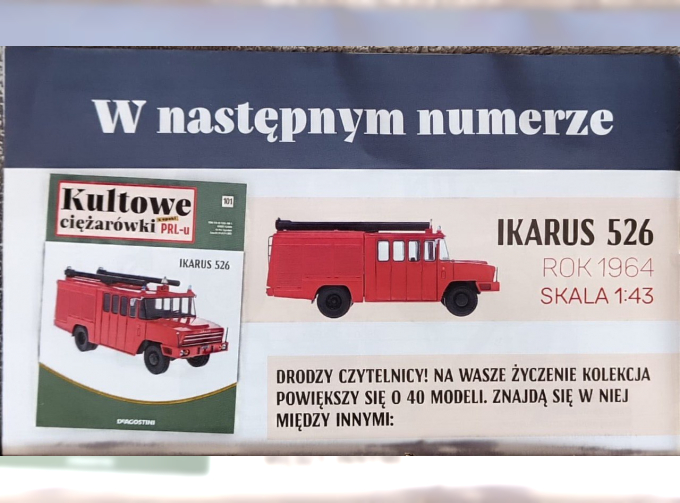 W następnym numerze
Kultowe
ciężarówki
PRL-u
101
IKARUS 526
DEAGOSTINI
IKARUS 526
ROK 1964
SKALA 1:43
DRODZY CZYTELNICY! NA WASZE ŻYCZENIE KOLEKCJA
POWIĘKSZY SIĘ O 40 MODELI. ZNAJDĄ SIĘ W NIEJ
MIĘDZY INNYMI: